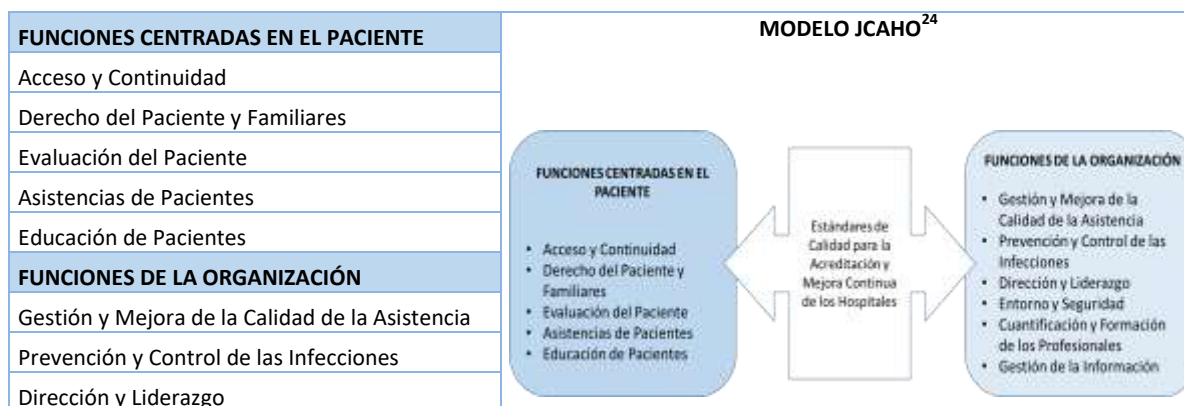 FUNCIONES CENTRADAS EN EL PACIENTE
Acceso y Continuidad
Derecho del Paciente y Familiares
Evaluación del Paciente
Asistencias de Pacientes
Educación de Pacientes
FUNCIONES DE LA ORGANIZACIÓN
Gestión y Mejora de la Calidad de la Asistencia
Prevención y Control de las Infecciones
Dirección y Liderazgo
MODELO JCAHO24
FUNCIONES CENTRADAS EN EL
PACIENTE
• Acceso y Continuidad
• Derecho del Paciente y
Familiares
• Evaluación del Paciente
• Asistencias de Pacientes
• Educación de Pacientes
Estándares de
Calidad para la
Acreditación y
Mejora Continua
de los Hospitales
FUNCIONES DE LA ORGANIZACIÓN
• Gestión y Mejora de la
Calidad de la Asistencia
• Prevención y Control de las
Infecciones
• Dirección y Liderazgo
• Entorno y Seguridad
• Cuantificación y Formación
de los Profesionales
• Gestión de la Información